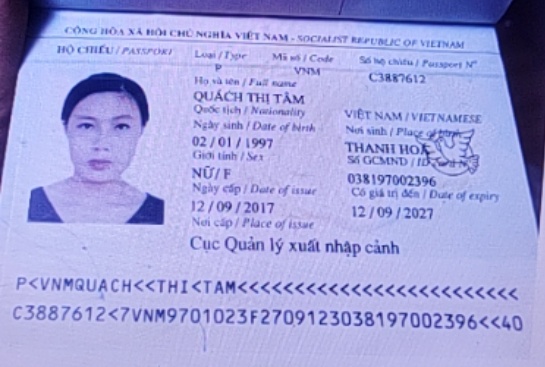 CỘNG HÒA XÃ HỘI CHỦ NGHĨA VIỆT NAM - SOCIALIST REPUBLIC OF VIETNAM
HỘ CHIẾU / PASSPORT Loại / Type Mã số / Code Số hộ chiếu / Passport Nº
P VNM C3887612
Họ và tên / Full name
QUÁCH THỊ TÂM
Quốc tịch / Nationality VIỆT NAM / VIETNAMESE
Ngày sinh / Date of birth Nơi sinh / Place of birth
02 / 01 / 1997 THANH HOÁ
Giới tính / Sex Số GCMND / ID
NỮ / F 038197002396
Ngày cấp / Date of issue Có giá trị đến / Date of expiry
12 / 09 / 2017 12 / 09 / 2027
Nơi cấp / Place of issue
Cục Quản lý xuất nhập cảnh
P<VNMQUACH<<THI<TAM<<<<<<<<<<<<<<<<<<<<<<<<<
C3887612<7VNM9701023F2709123038197002396<<40